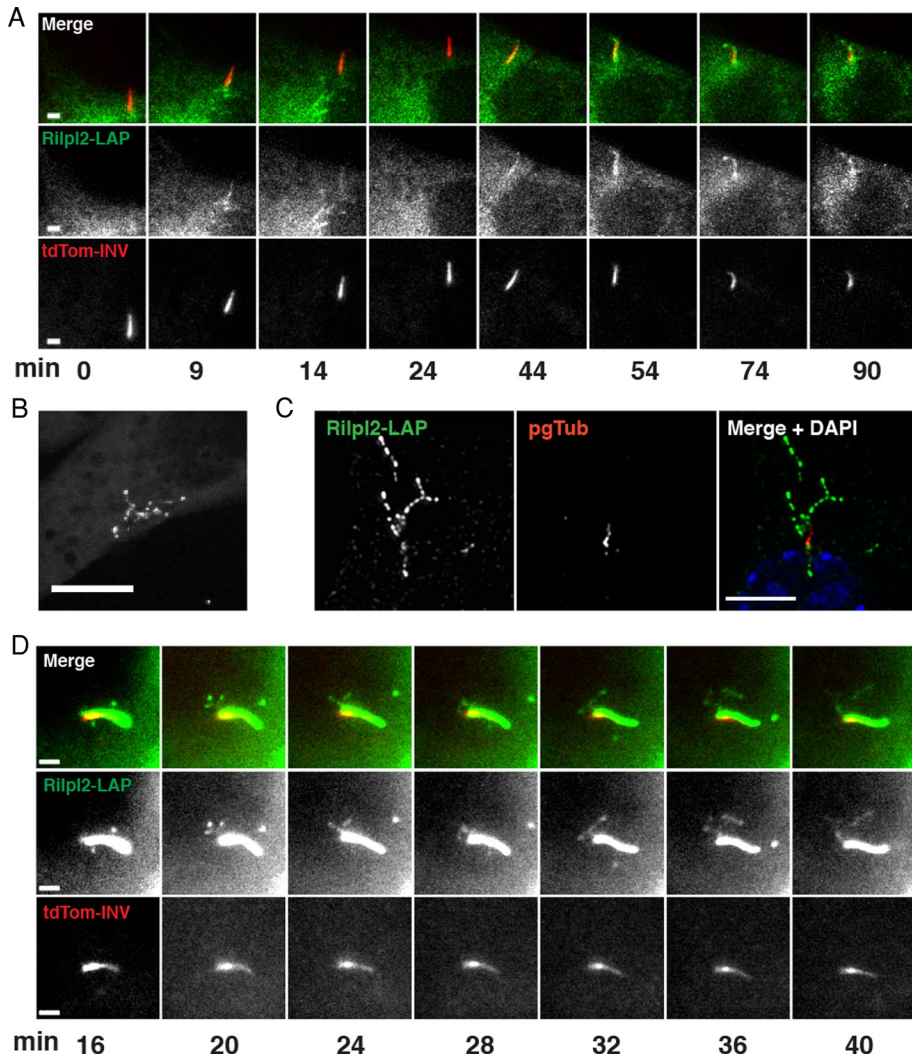 A
Merge
Rilpl2-LAP
tdTom-INV
min 0 9 14 24 44 54 74 90
B
C
Rilpl2-LAP pgTub Merge + DAPI
D
Merge
Rilpl2-LAP
tdTom-INV
min 16 20 24 28 32 36 40